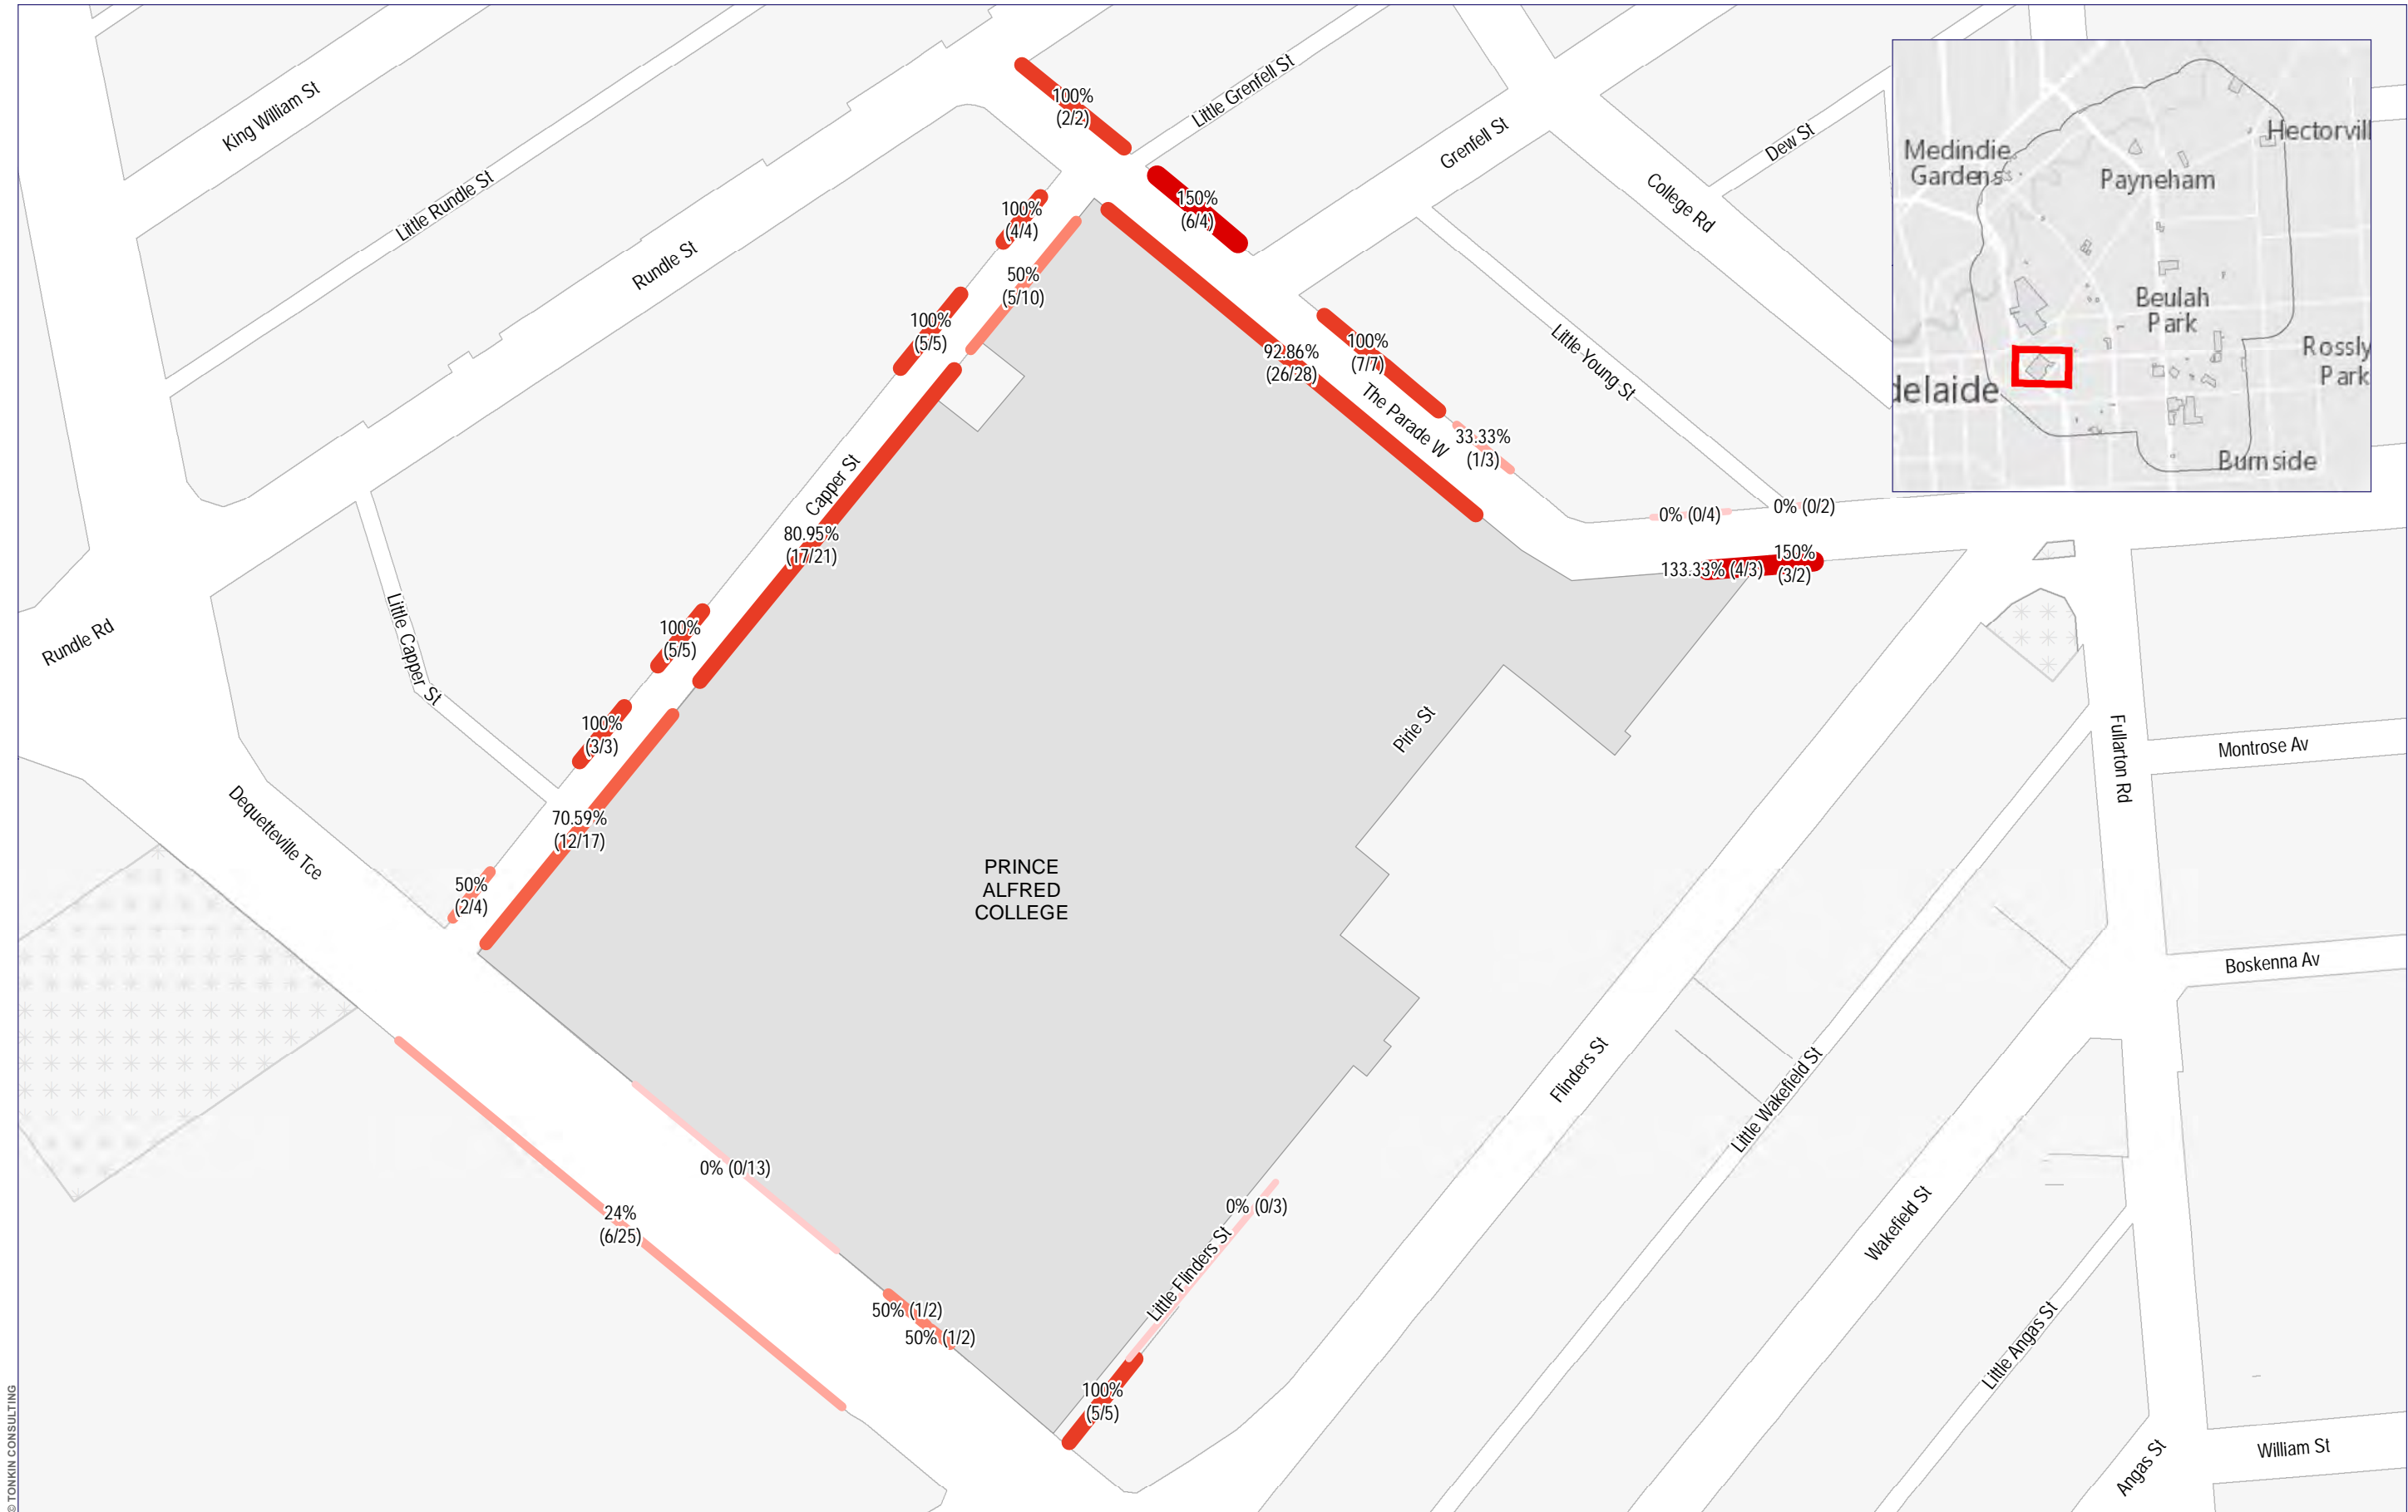 King William St
Little Rundle St
Rundle St
Little Grenfell St
Grenfell St
Dew St
College Rd
Little Young St
The Parade W
Capper St
Little Capper St
Rundle Rd
Dequetteville Tce
Pirie St
Flinders St
Little Flinders St
Little Wakefield St
Wakefield St
Little Angas St
Angas St
Fullarton Rd
Montrose Av
Boskenna Av
William St
100%
(2/2)
150%
(6/4)
100%
(4/4)
50%
(5/10)
100%
(5/5)
92.86%
(26/28)
100%
(7/7)
33.33%
(1/3)
0% (0/4)
0% (0/2)
133.33% (4/3)
150%
(3/2)
80.95%
(17/21)
100%
(5/5)
100%
(3/3)
70.59%
(12/17)
50%
(2/4)
PRINCE
ALFRED
COLLEGE
0% (0/13)
24%
(6/25)
50% (1/2)
50% (1/2)
0% (0/3)
100%
(5/5)
Medindie
Gardens
Hectorvill
Payneham
Beulah
Park
Rossly
Park
delaide
Burnside
© TONKIN CONSULTING